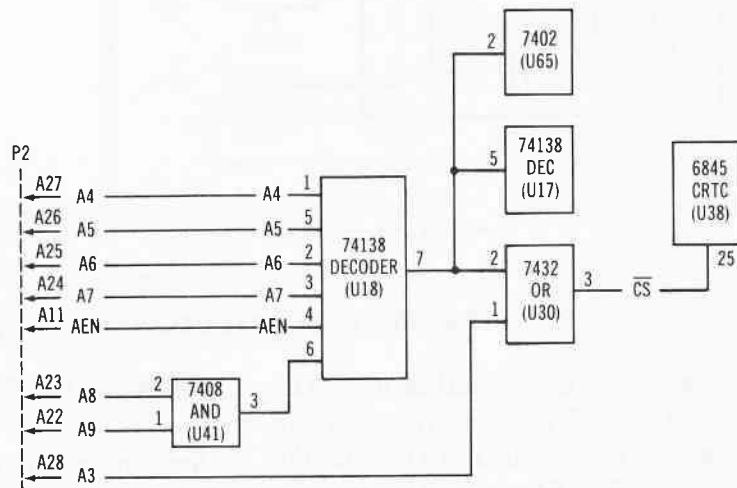 2
7402
(U65)
P2
5
74138
DEC
(U17)
6845
CRTC
(U38)
25
A27
A4
A4
1
A26
A5
A5
5
A25
A6
A6
2
A24
A7
A7
3
A11
AEN
AEN
4
6
74138
DECODER
(U18)
7
2
1
7432
OR
(U30)
3
CS
A23
A8
2
A22
A9
1
7408
AND
(U41)
3
A28
A3